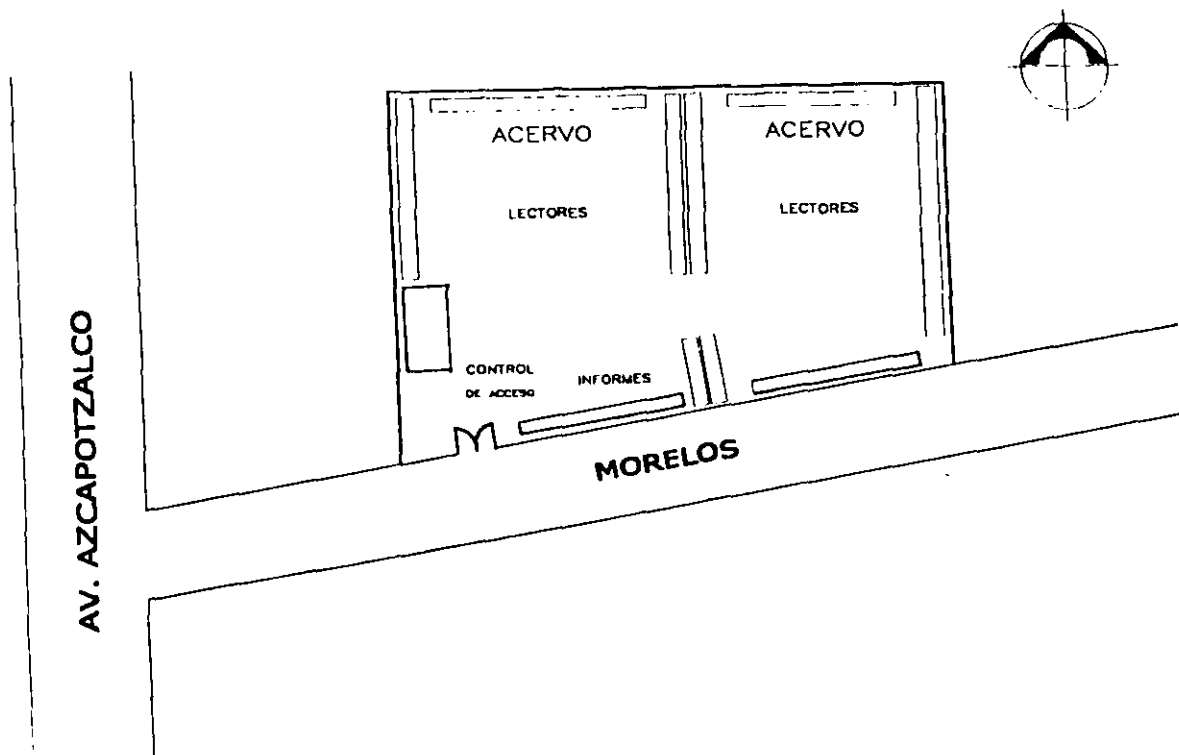 ACERVO
ACERVO
LECTORES
LECTORES
CONTROL
DE ACCESO
INFORMES
MORELOS
AV. AZCAPOTZALCO